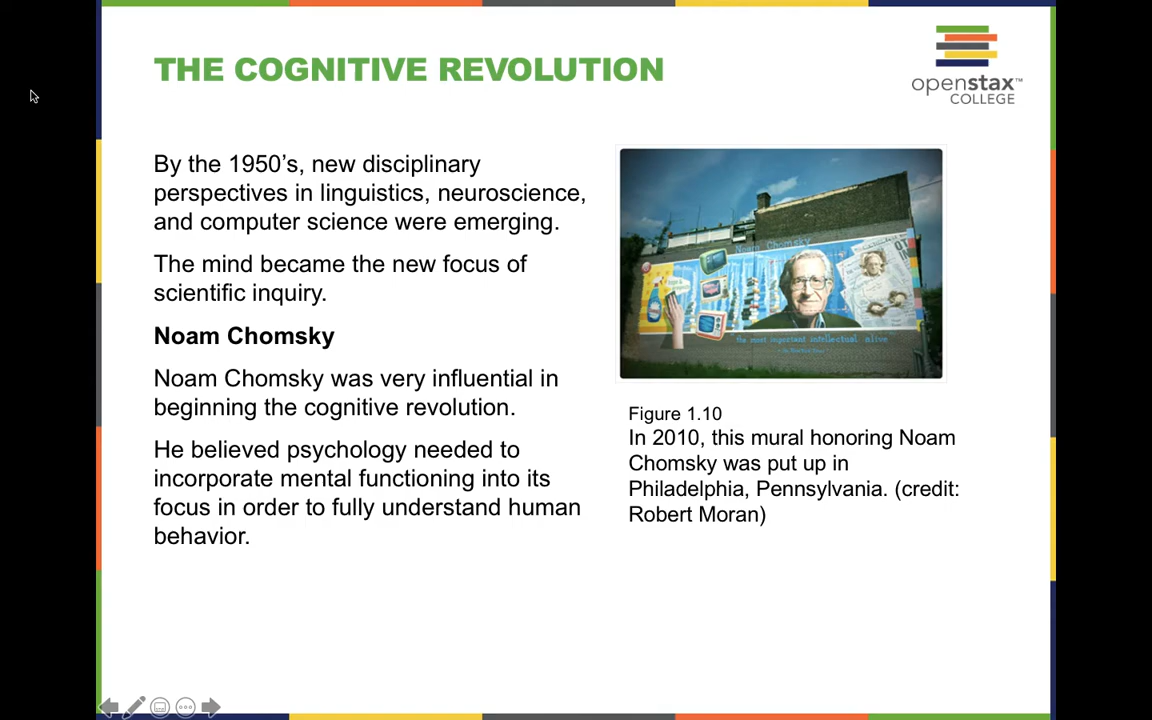 THE COGNITIVE REVOLUTION
openstax™
COLLEGE
By the 1950’s, new disciplinary
perspectives in linguistics, neuroscience,
and computer science were emerging.
The mind became the new focus of
scientific inquiry.
Noam Chomsky
Noam Chomsky was very influential in
beginning the cognitive revolution.
He believed psychology needed to
incorporate mental functioning into its
focus in order to fully understand human
behavior.
Noam Chomsky
the most important intellectual alive
Figure 1.10
In 2010, this mural honoring Noam
Chomsky was put up in
Philadelphia, Pennsylvania. (credit:
Robert Moran)